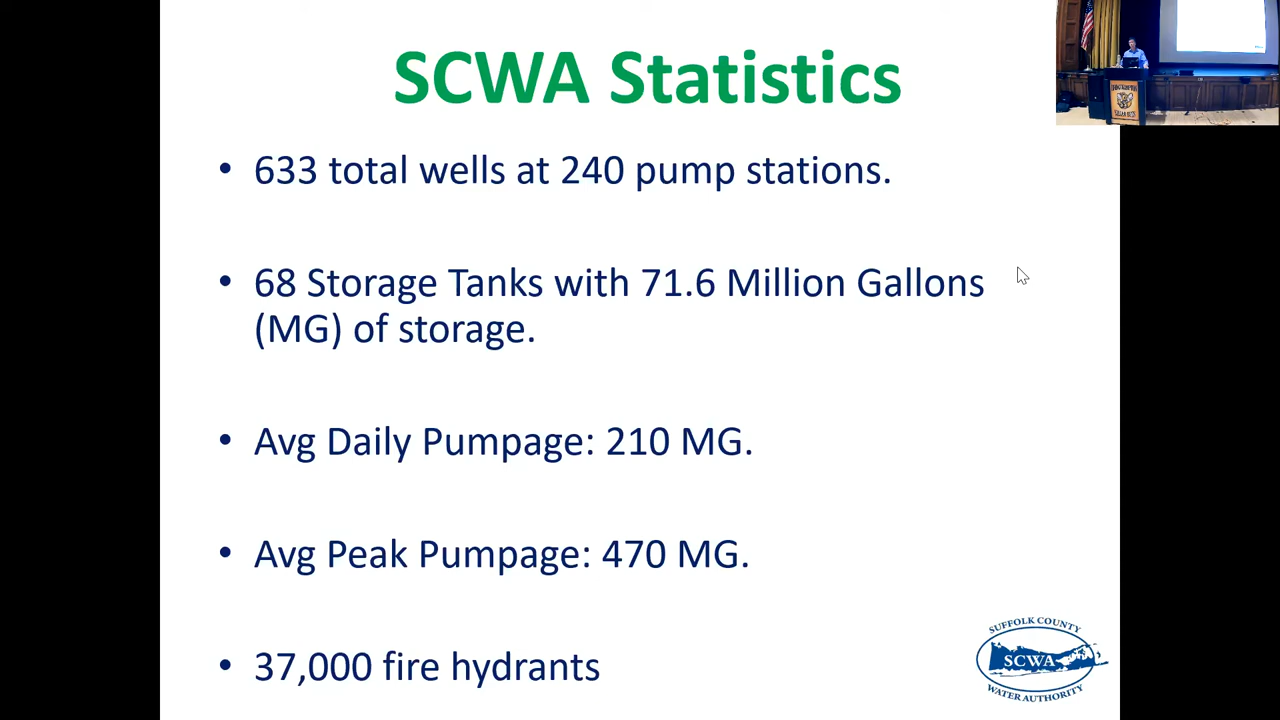 SCWA Statistics
• 633 total wells at 240 pump stations.
• 68 Storage Tanks with 71.6 Million Gallons
(MG) of storage.
• Avg Daily Pumpage: 210 MG.
• Avg Peak Pumpage: 470 MG.
• 37,000 fire hydrants
SUFFOLK COUNTY
SCWA
WATER AUTHORITY